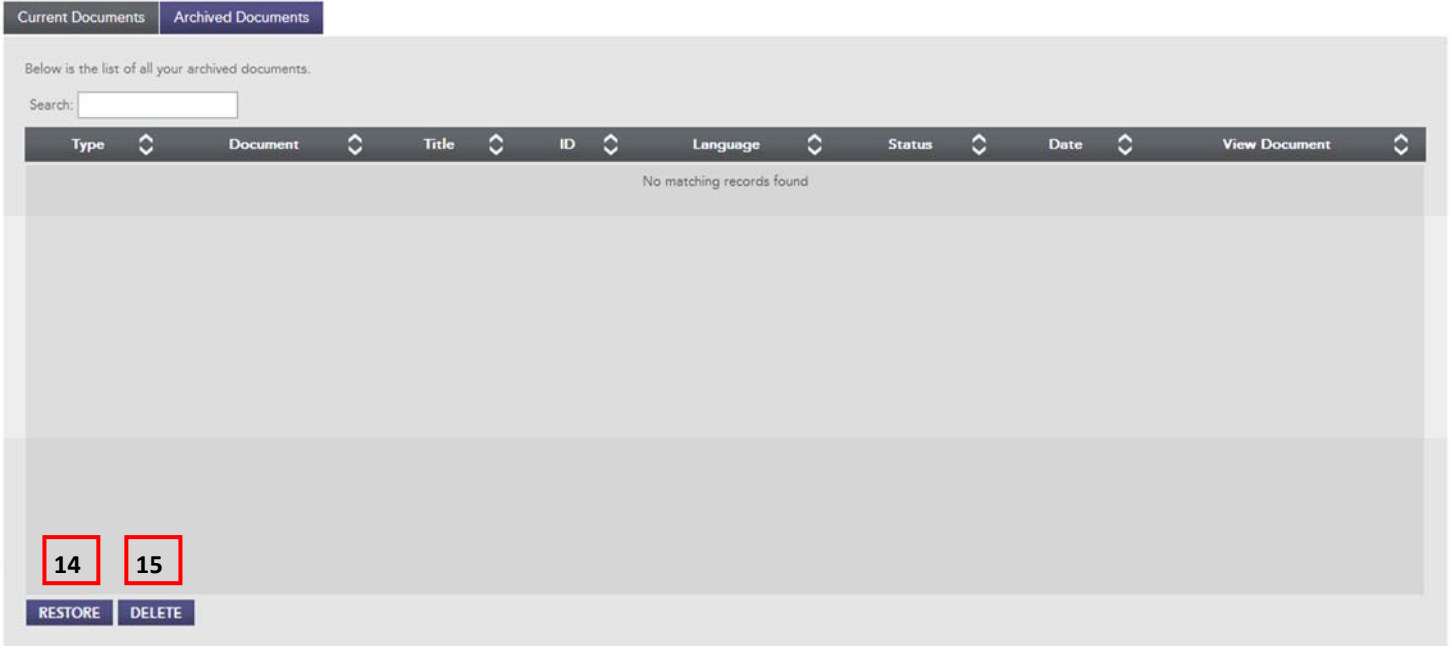 Current Documents Archived Documents
Below is the list of all your archived documents.
Search:
Type Document Title ID Language Status Date View Document
No matching records found
14 15
RESTORE DELETE